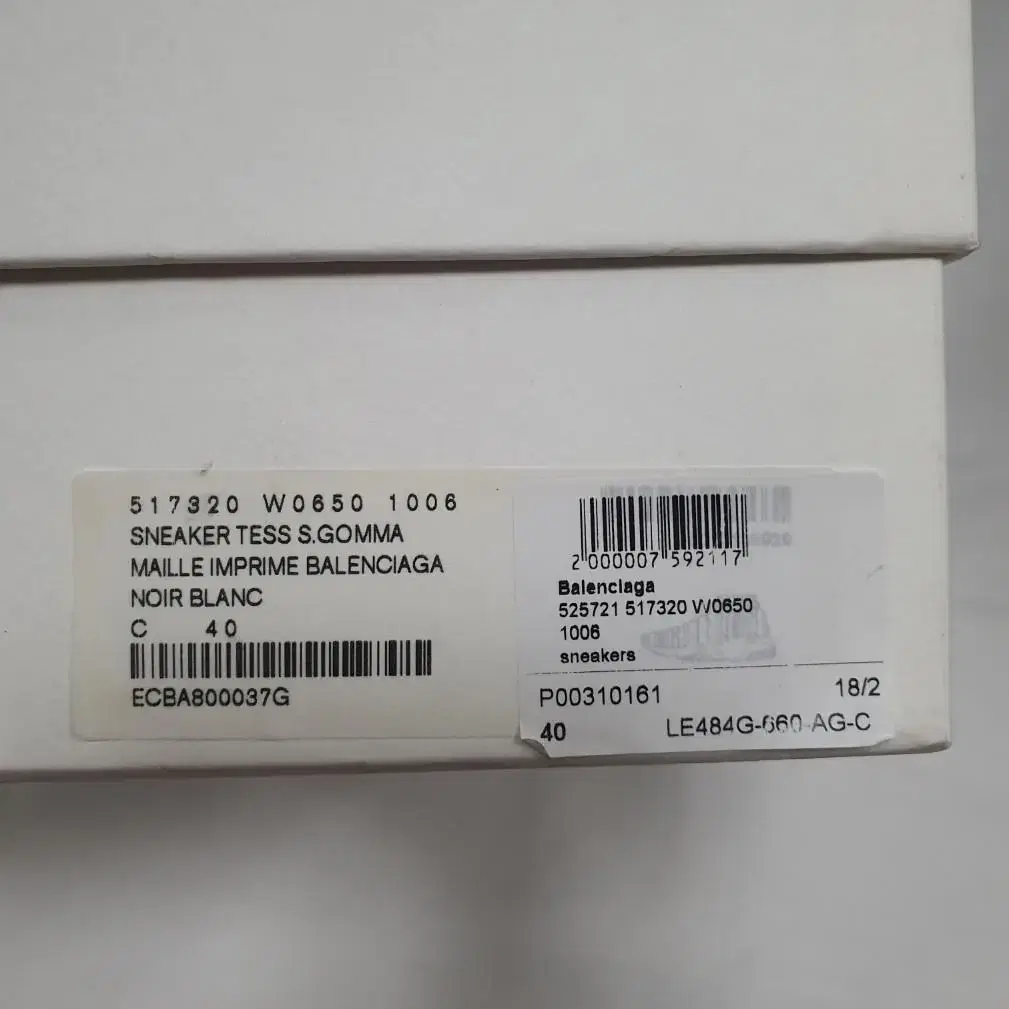 517320 W0650 1006
SNEAKER TESS S.GOMMA
MAILLE IMPRIME BALENCIAGA
NOIR BLANC
C 40
ECBA800037G
2 000007 592117
Balenciaga
525721 517320 W0650
1006
sneakers
P00310161 18/2
40 LE484G-660-AG-C